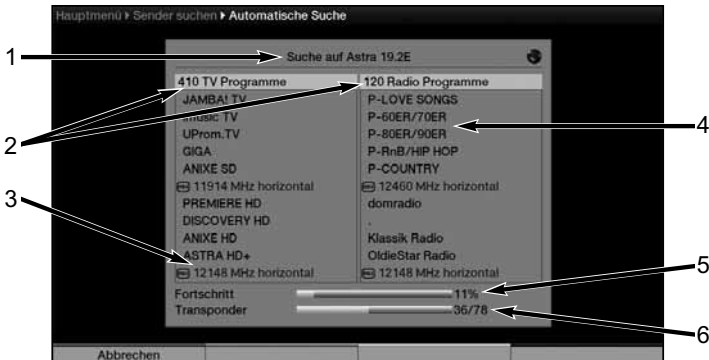 Hauptmenü Sender suchen Automatische Suche
1
Suche auf Astra 19.2E
410 TV Programme
120 Radio Programme
JAMBA! TV
P-LOVE SONGS
imusic TV
P-60ER/70ER
4
UProm.TV
P-80ER/90ER
2
GIGA
P-RnB/HIP HOP
ANIXE SD
P-COUNTRY
11914 MHz horizontal
12460 MHz horizontal
3
PREMIERE HD
domradio
DISCOVERY HD
.
ANIXE HD
Klassik Radio
ASTRA HD+
OldieStar Radio
12148 MHz horizontal
12148 MHz horizontal
5
Fortschritt 11%
Transponder 36/78
6
Abbrechen